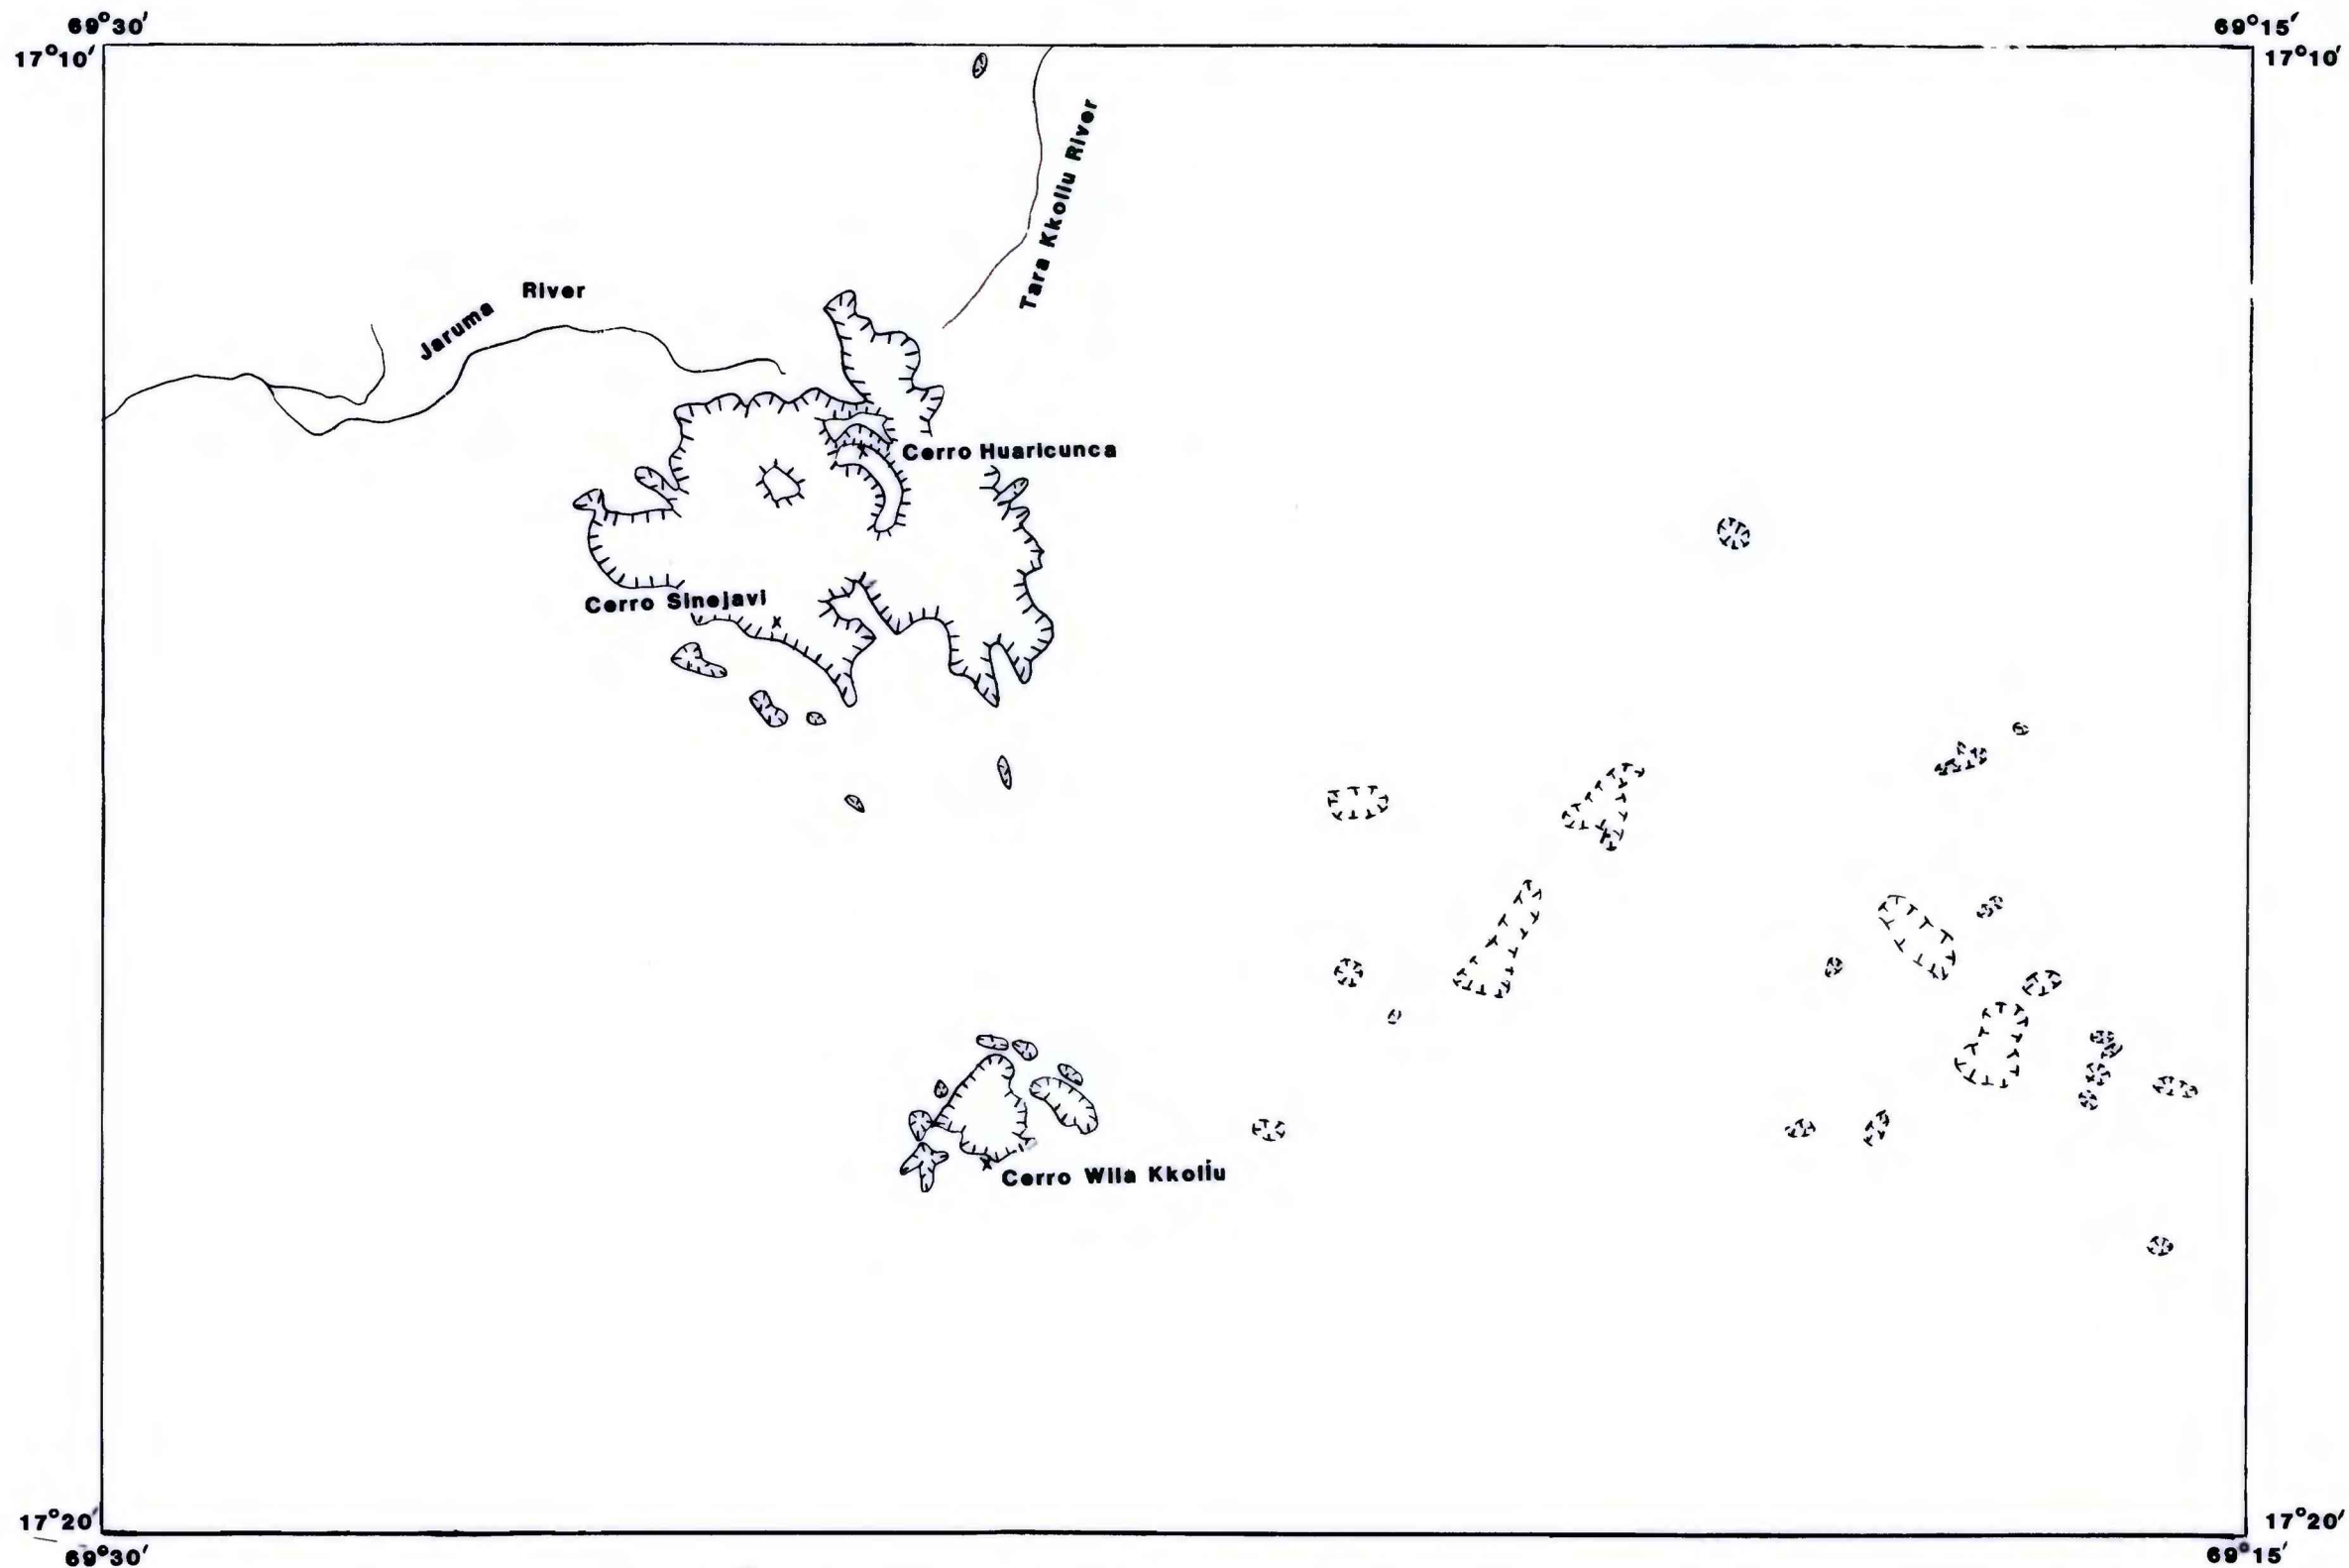 69°30′
69°15′
17°10′
17°10′
Tara Kkollu River
Jaruma River
Cerro Huaricunca
Cerro Sinejavi
x
x
x
Cerro Wila Kkollu
17°20′
17°20′
69°30′
69°15′